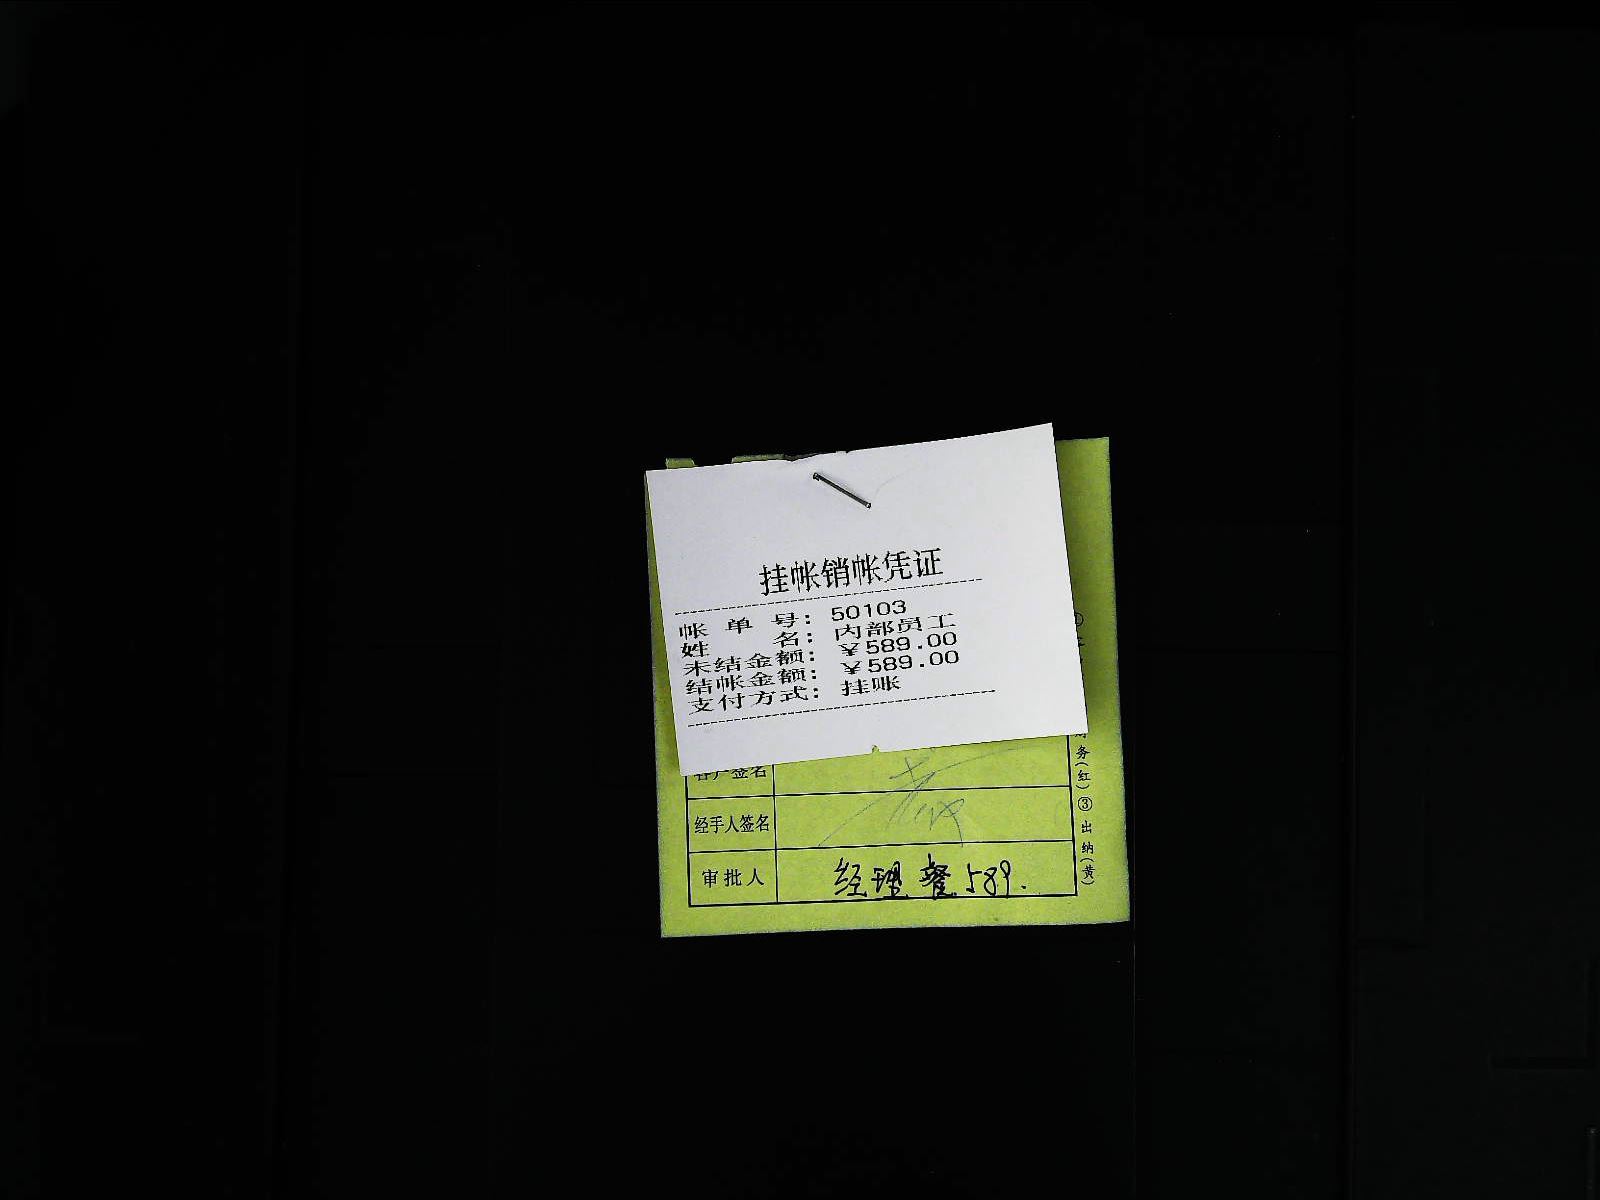 挂帐销帐凭证
帐单号：50103
姓名：内部员工
未结金额：￥589.00
结帐金额：￥589.00
支付方式：挂账
客户签名
经手人签名
审批人 经理餐589.
务(红)③出纳(黄)